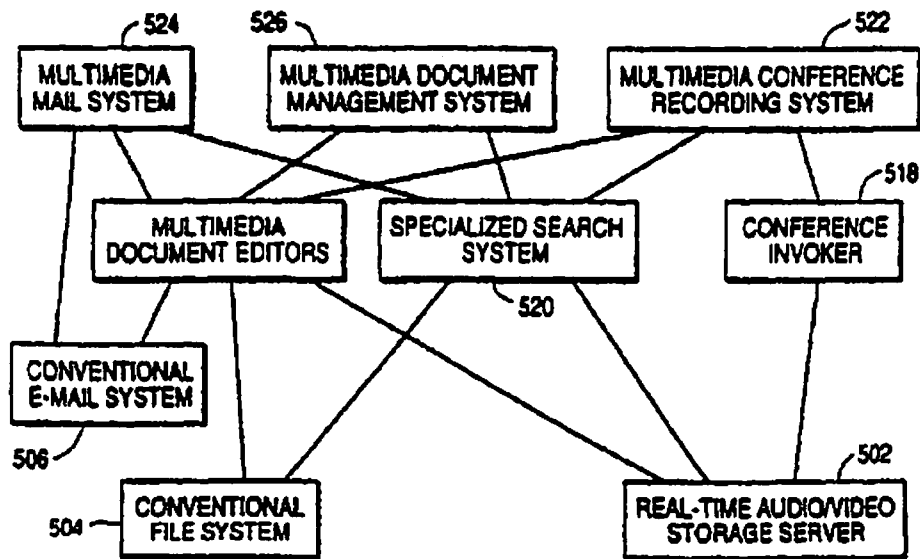 524
526
522
MULTIMEDIA
MAIL SYSTEM
MULTIMEDIA DOCUMENT
MANAGEMENT SYSTEM
MULTIMEDIA CONFERENCE
RECORDING SYSTEM
518
MULTIMEDIA
DOCUMENT EDITORS
SPECIALIZED SEARCH
SYSTEM
CONFERENCE
INVOKER
520
CONVENTIONAL
E-MAIL SYSTEM
506
502
504
CONVENTIONAL
FILE SYSTEM
REAL-TIME AUDIO/VIDEO
STORAGE SERVER